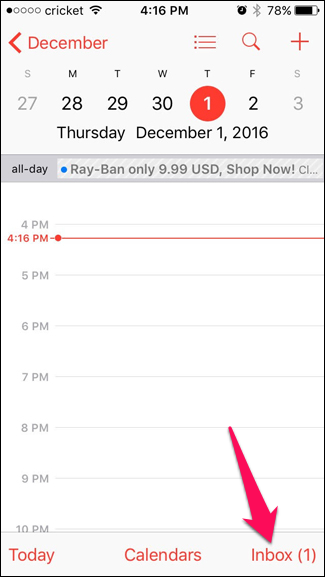 cricket 4:16 PM 78%
December
S M T W T F S
27 28 29 30 1 2 3
Thursday December 1, 2016
all-day Ray-Ban only 9.99 USD, Shop Now! Cl...
4 PM
4:16 PM
5 PM
6 PM
7 PM
8 PM
9 PM
10 PM
Today Calendars Inbox (1)